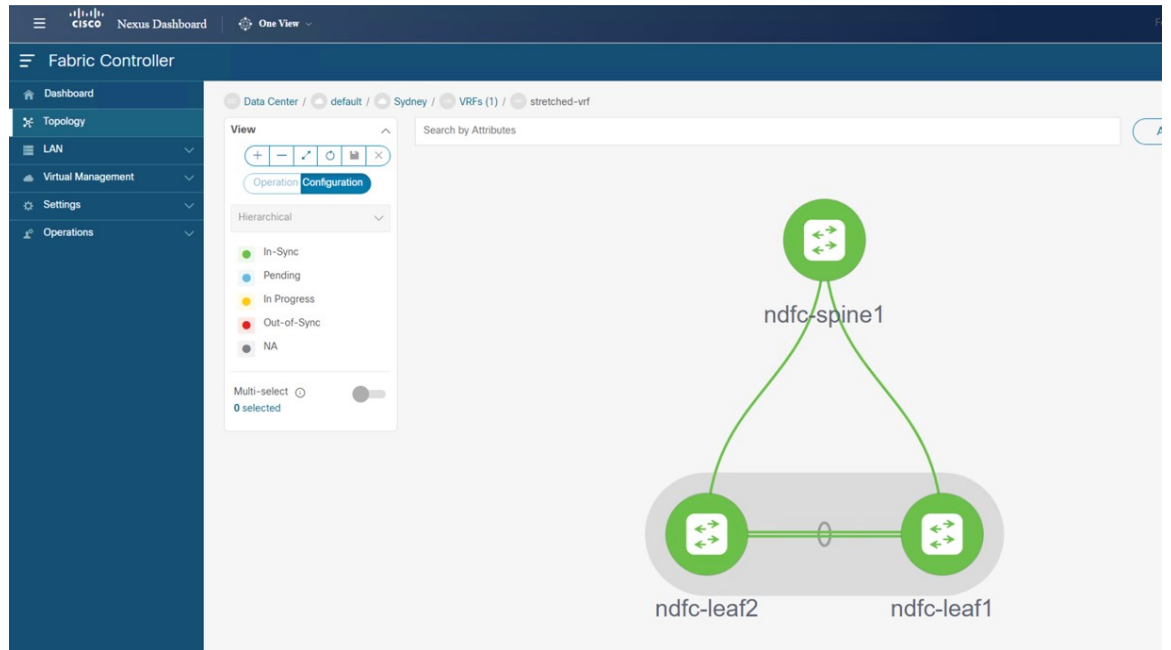 CISCO Nexus Dashboard One View
Fabric Controller
Dashboard
Topology
LAN
Virtual Management
Settings
Operations
Data Center / default / Sydney / VRFs (1) / stretched-vrf
View
Search by Attributes
Operation Configuration
Hierarchical
In-Sync
Pending
In Progress
Out-of-Sync
NA
Multi-select
0 selected
ndfc-spine1
ndfc-leaf2
ndfc-leaf1